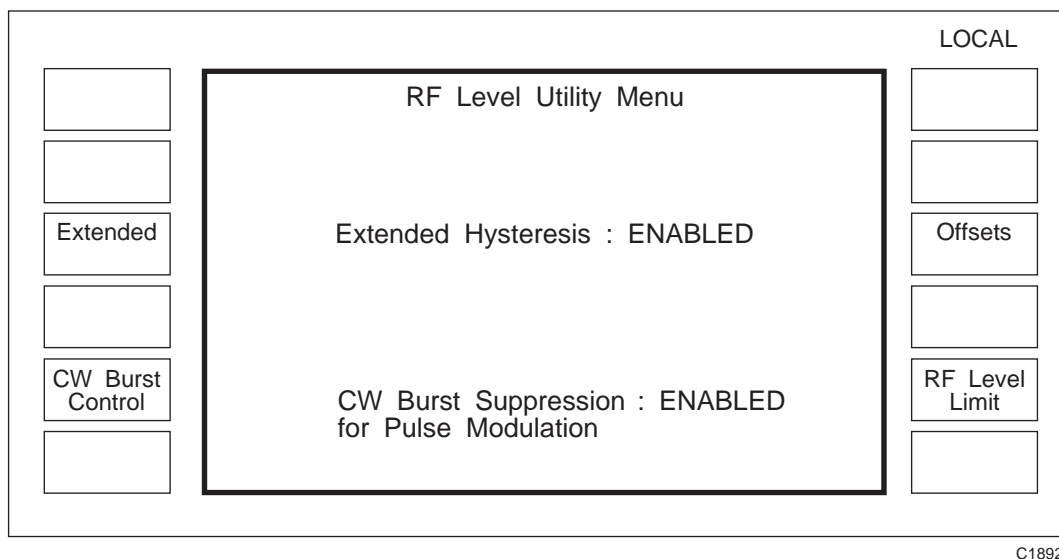 LOCAL
RF Level Utility Menu
Extended
Extended Hysteresis : ENABLED
Offsets
CW Burst
Control
CW Burst Suppression : ENABLED
for Pulse Modulation
RF Level
Limit
C1892